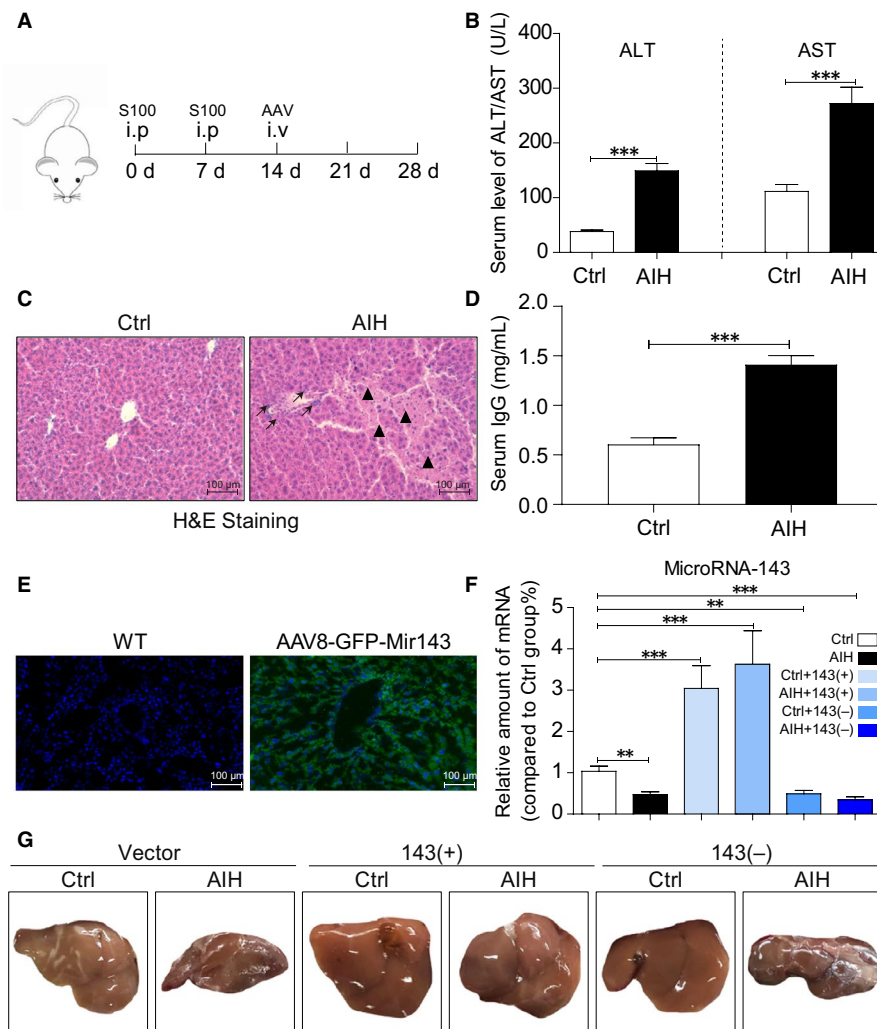 A
S100 S100 AAV
i.p i.p i.v
0 d 7 d 14 d 21 d 28 d
B
Serum level of ALT/AST (U/L)
400
300
200
100
0
ALT AST
***
***
Ctrl AIH Ctrl AIH
C
Ctrl AIH
100 µm 100 µm
H&E Staining
D
Serum IgG (mg/mL)
2.0
1.5
1.0
0.5
0.0
***
Ctrl AIH
E
WT AAV8-GFP-Mir143
100 µm 100 µm
F
MicroRNA-143
Relative amount of mRNA
(compared to Ctrl group%)
5
4
3
2
1
0
***
**
***
***
**
Ctrl
AIH
Ctrl+143(+)
AIH+143(+)
Ctrl+143(–)
AIH+143(–)
G
Vector 143(+) 143(–)
Ctrl AIH Ctrl AIH Ctrl AIH